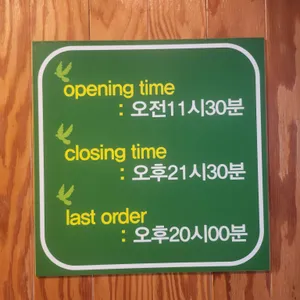 opening time
: 오전11시30분
closing time
: 오후21시30분
last order
: 오후20시00분